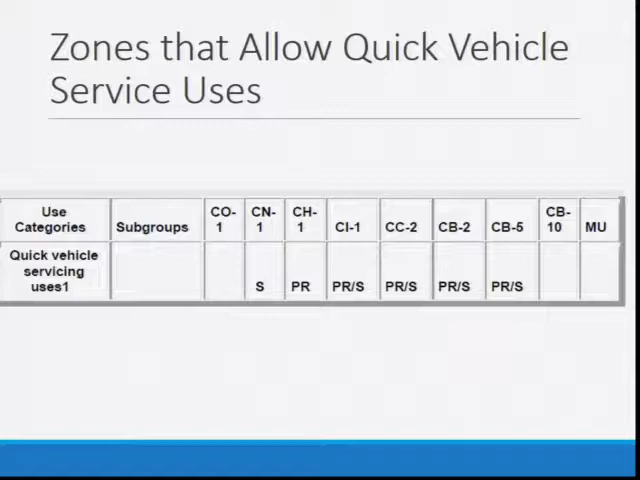 Zones that Allow Quick Vehicle
Service Uses
Use Categories Subgroups CO-1 CN-1 CH-1 CI-1 CC-2 CB-2 CB-5 CB-10 MU
Quick vehicle servicing uses1 S PR PR/S PR/S PR/S PR/S